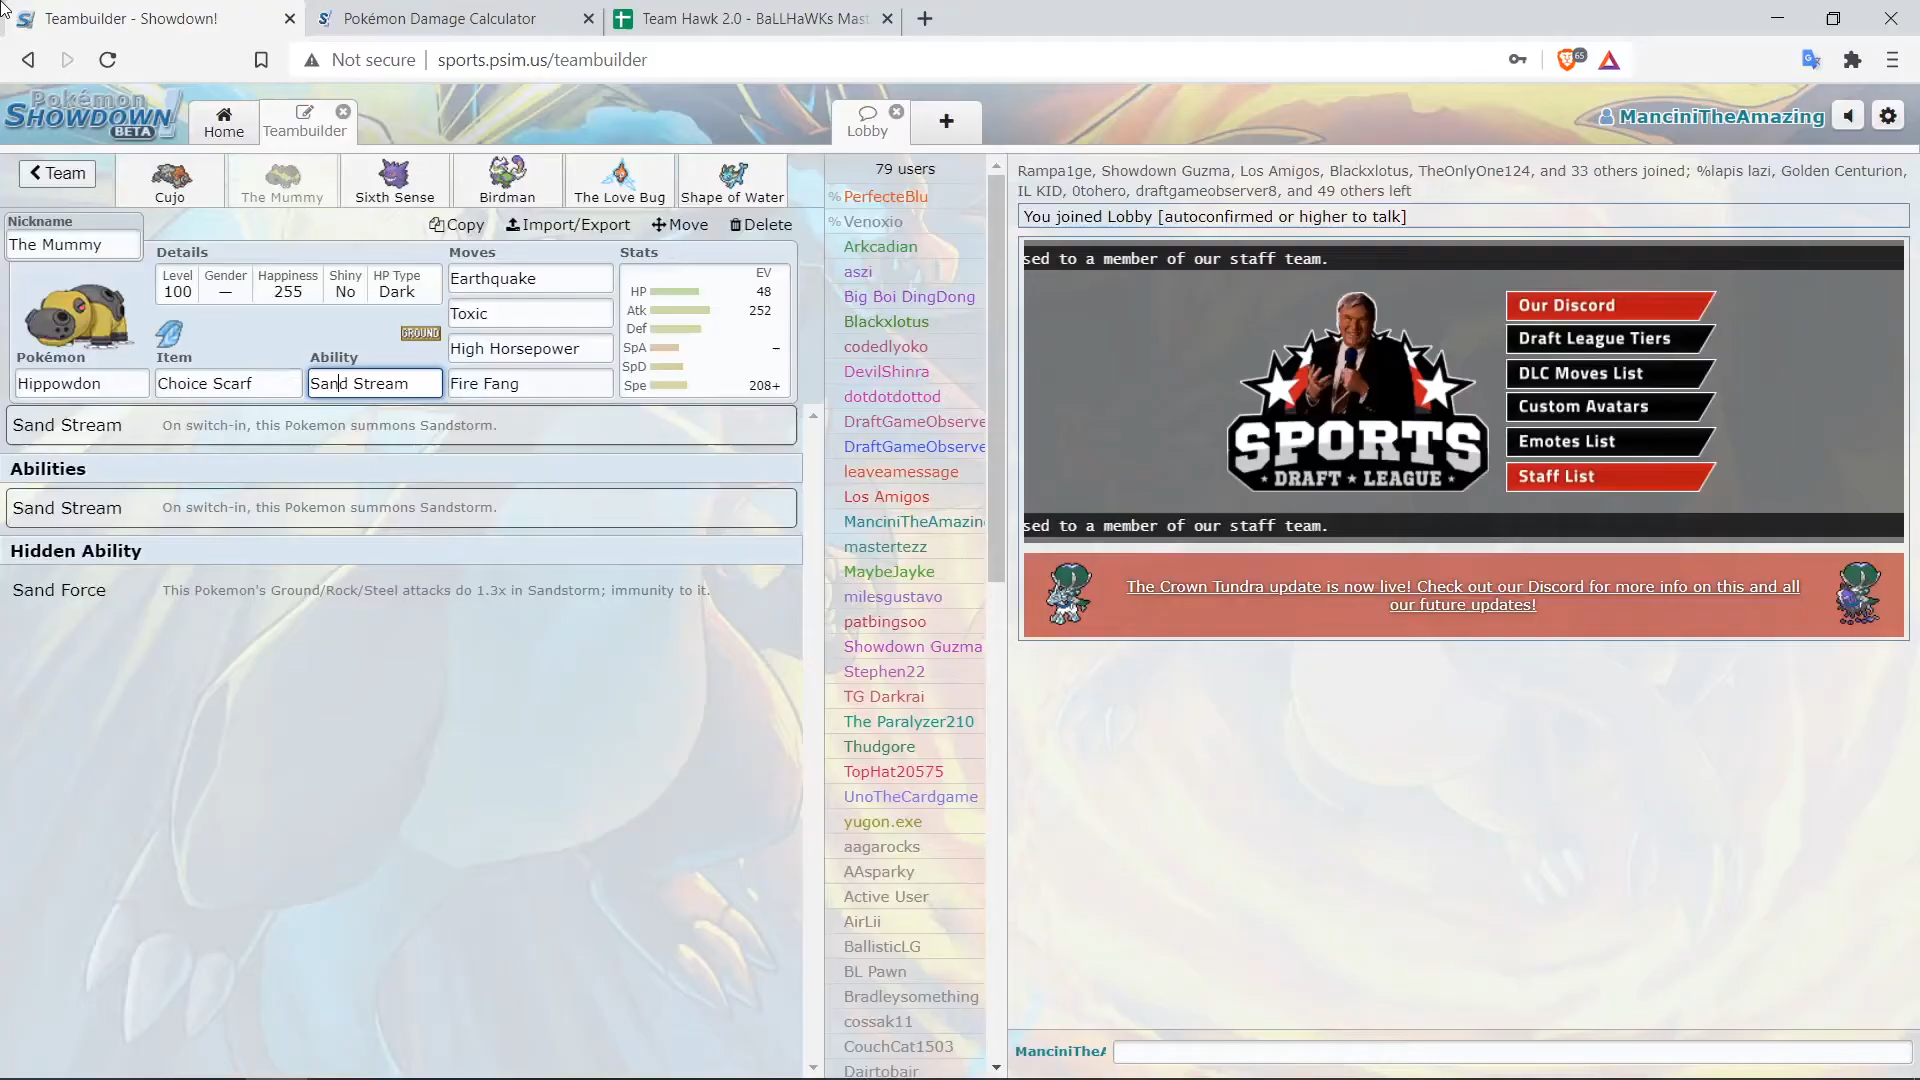 Teambuilder - Showdown!
Pokémon Damage Calculator
Team Hawk 2.0 - BaLLHaWKs Mast
Not secure
sports.psim.us/teambuilder
65
Pokémon
SHOWDOWN!
BETA
Home
Teambuilder
Lobby
ManciniTheAmazing
Team
Cujo
The Mummy
Sixth Sense
Birdman
The Love Bug
Shape of Water
Nickname
The Mummy
Copy
Import/Export
Move
Delete
Details
Level
100
Gender
—
Happiness
255
Shiny
No
HP Type
Dark
GROUND
Pokémon
Hippowdon
Item
Choice Scarf
Ability
Sand Stream
Moves
Earthquake
Toxic
High Horsepower
Fire Fang
Stats
EV
HP 48
Atk 252
Def
SpA –
SpD
Spe 208+
Sand Stream On switch-in, this Pokemon summons Sandstorm.
Abilities
Sand Stream On switch-in, this Pokemon summons Sandstorm.
Hidden Ability
Sand Force This Pokemon's Ground/Rock/Steel attacks do 1.3x in Sandstorm; immunity to it.
79 users
%PerfecteBlu
%Venoxio
Arkcadian
aszi
Big Boi DingDong
Blackxlotus
codedlyoko
DevilShinra
dotdotdottod
DraftGameObserve
DraftGameObserve
leaveamessage
Los Amigos
ManciniTheAmazin
mastertezz
MaybeJayke
milesgustavo
patbingsoo
Showdown Guzma
Stephen22
TG Darkrai
The Paralyzer210
Thudgore
TopHat20575
UnoTheCardgame
yugon.exe
aagarocks
AAsparky
Active User
AirLii
BallisticLG
BL Pawn
Bradleysomething
cossak11
CouchCat1503
Dairtobair
Rampa1ge, Showdown Guzma, Los Amigos, Blackxlotus, TheOnlyOne124, and 33 others joined; %lapis lazi, Golden Centurion,
IL KID, 0tohero, draftgameobserver8, and 49 others left
You joined Lobby [autoconfirmed or higher to talk]
sed to a member of our staff team.
SPORTS
DRAFT ★ LEAGUE
Our Discord
Draft League Tiers
DLC Moves List
Custom Avatars
Emotes List
Staff List
sed to a member of our staff team.
The Crown Tundra update is now live! Check out our Discord for more info on this and all
our future updates!
ManciniTheA